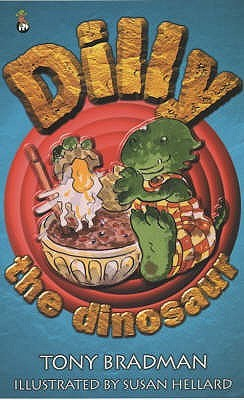 Dilly
the dinosaur
TONY BRADMAN
ILLUSTRATED BY SUSAN HELLARD